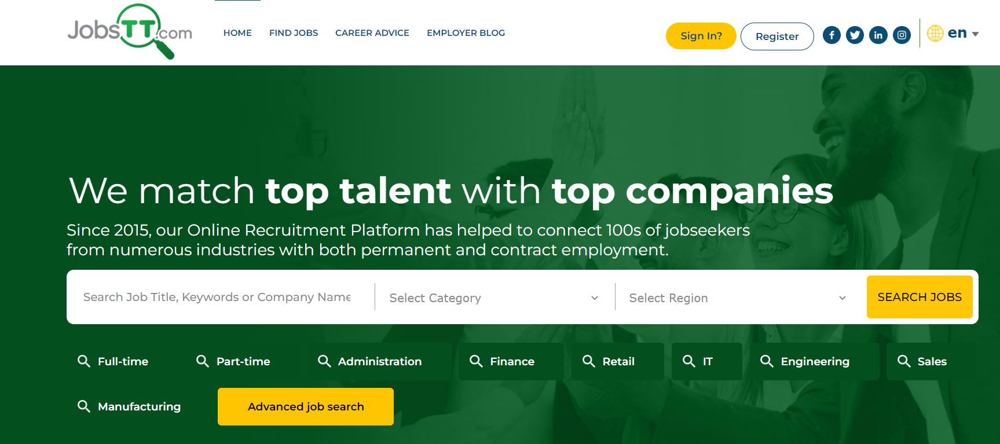 JobsTT.com
HOME FIND JOBS CAREER ADVICE EMPLOYER BLOG
Sign In? Register
en
We match top talent with top companies
Since 2015, our Online Recruitment Platform has helped to connect 100s of jobseekers
from numerous industries with both permanent and contract employment.
Search Job Title, Keywords or Company Name Select Category Select Region SEARCH JOBS
Full-time Part-time Administration Finance Retail IT Engineering Sales
Manufacturing Advanced job search